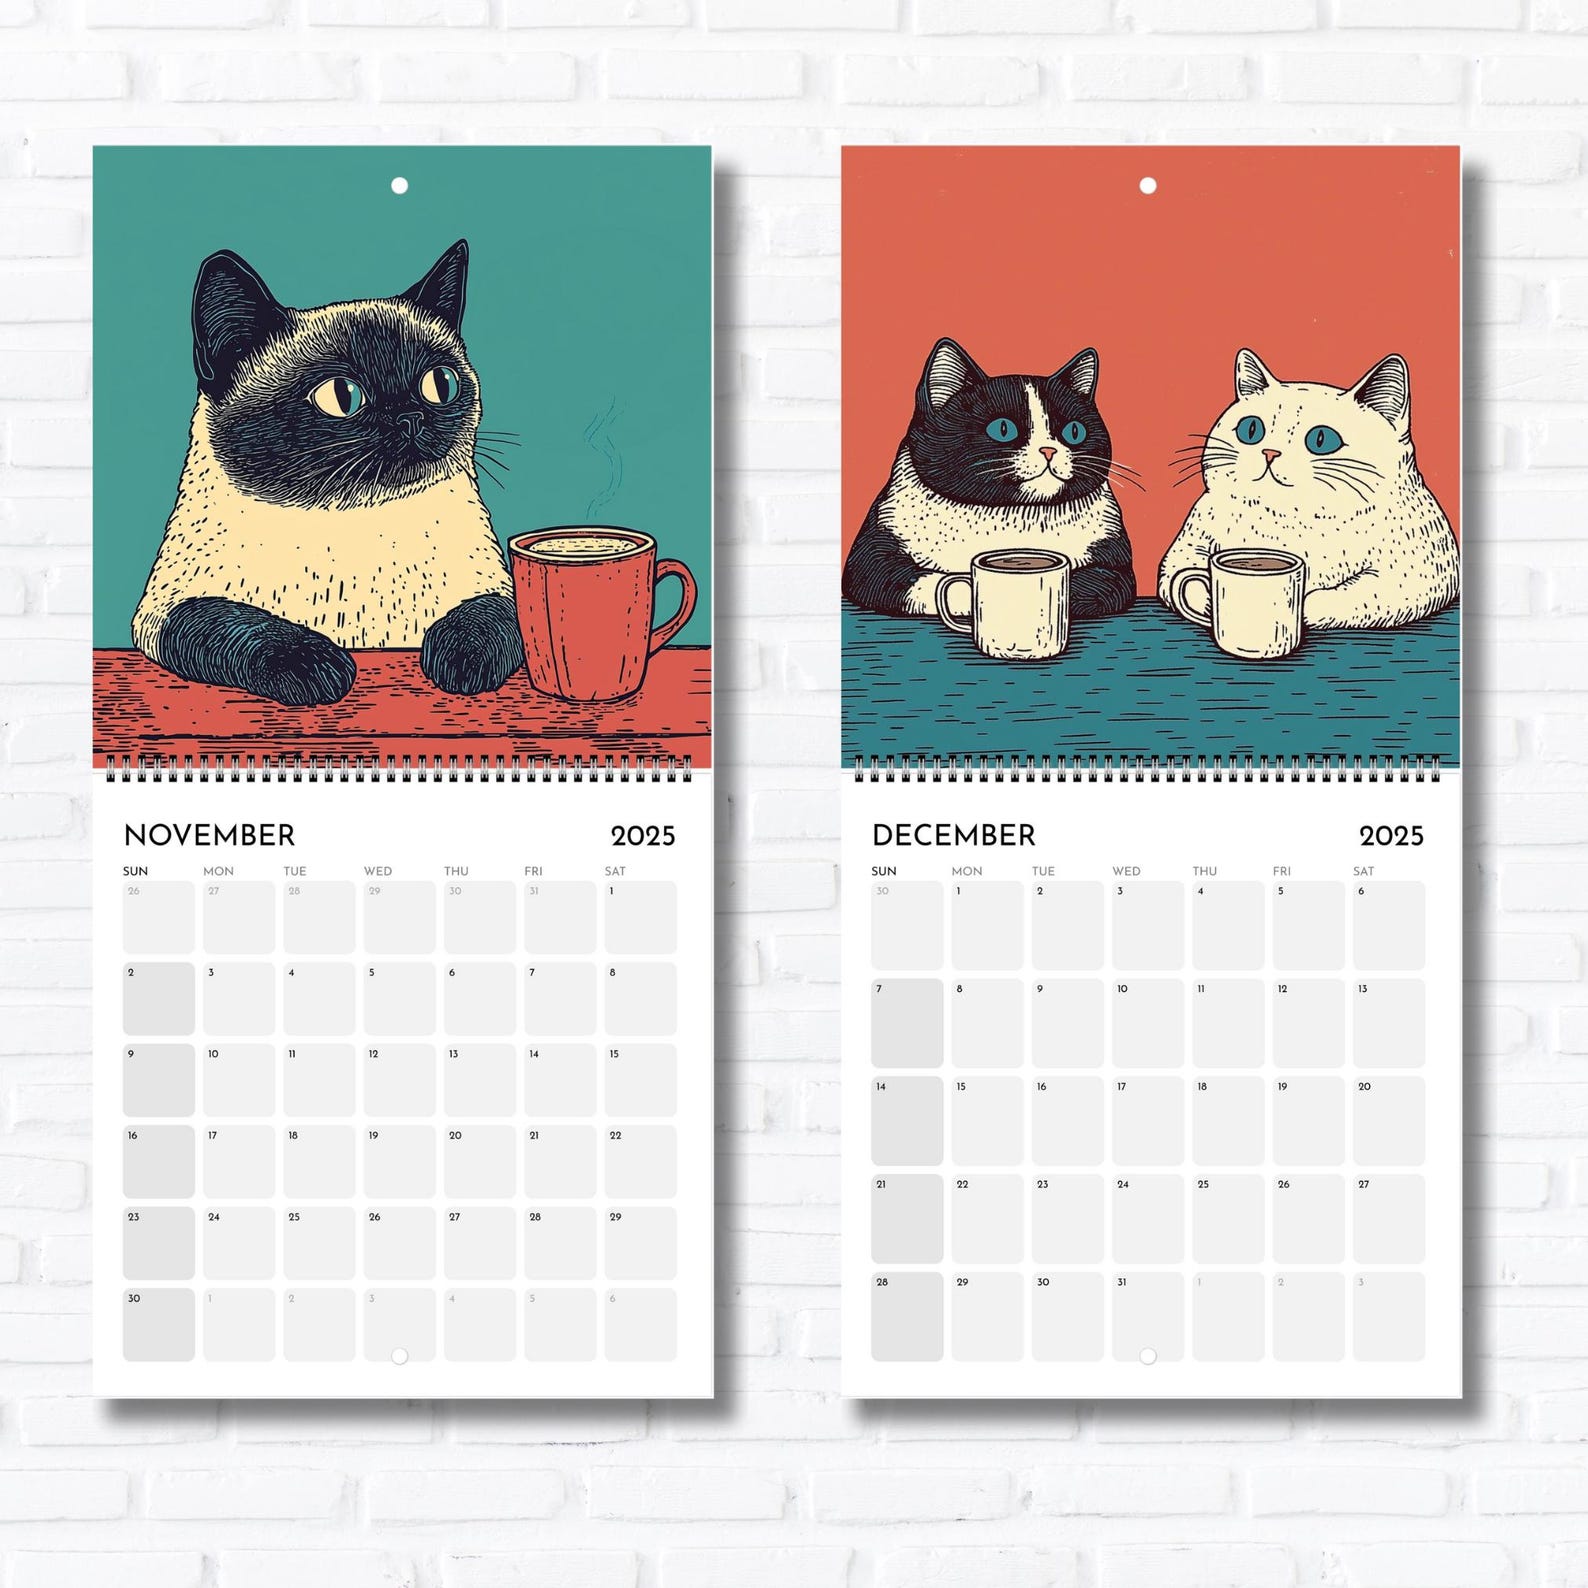 NOVEMBER 2025
SUN MON TUE WED THU FRI SAT
26 27 28 29 30 31 1
2 3 4 5 6 7 8
9 10 11 12 13 14 15
16 17 18 19 20 21 22
23 24 25 26 27 28 29
30 1 2 3 4 5 6
DECEMBER 2025
SUN MON TUE WED THU FRI SAT
30 1 2 3 4 5 6
7 8 9 10 11 12 13
14 15 16 17 18 19 20
21 22 23 24 25 26 27
28 29 30 31 1 2 3